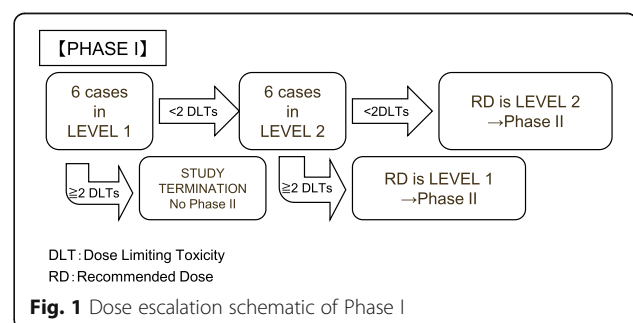 【PHASE I】
6 cases
in
LEVEL 1
<2 DLTs
6 cases
in
LEVEL 2
<2DLTs
RD is LEVEL 2
→Phase II
≧2 DLTs
STUDY
TERMINATION
No Phase II
≧2 DLTs
RD is LEVEL 1
→Phase II
DLT:Dose Limiting Toxicity
RD:Recommended Dose
Fig. 1 Dose escalation schematic of Phase I